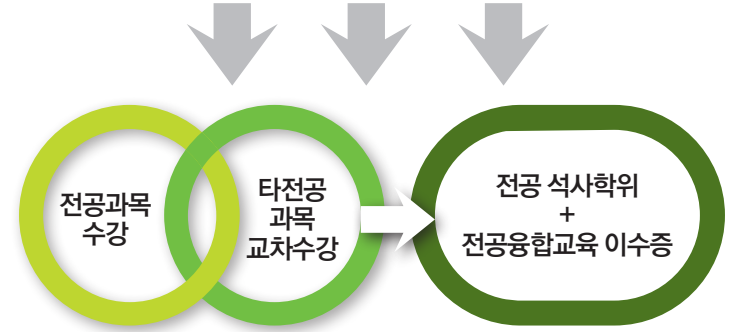 전공과목
수강
타전공
과목
교차수강
전공 석사학위
+
전공융합교육 이수증